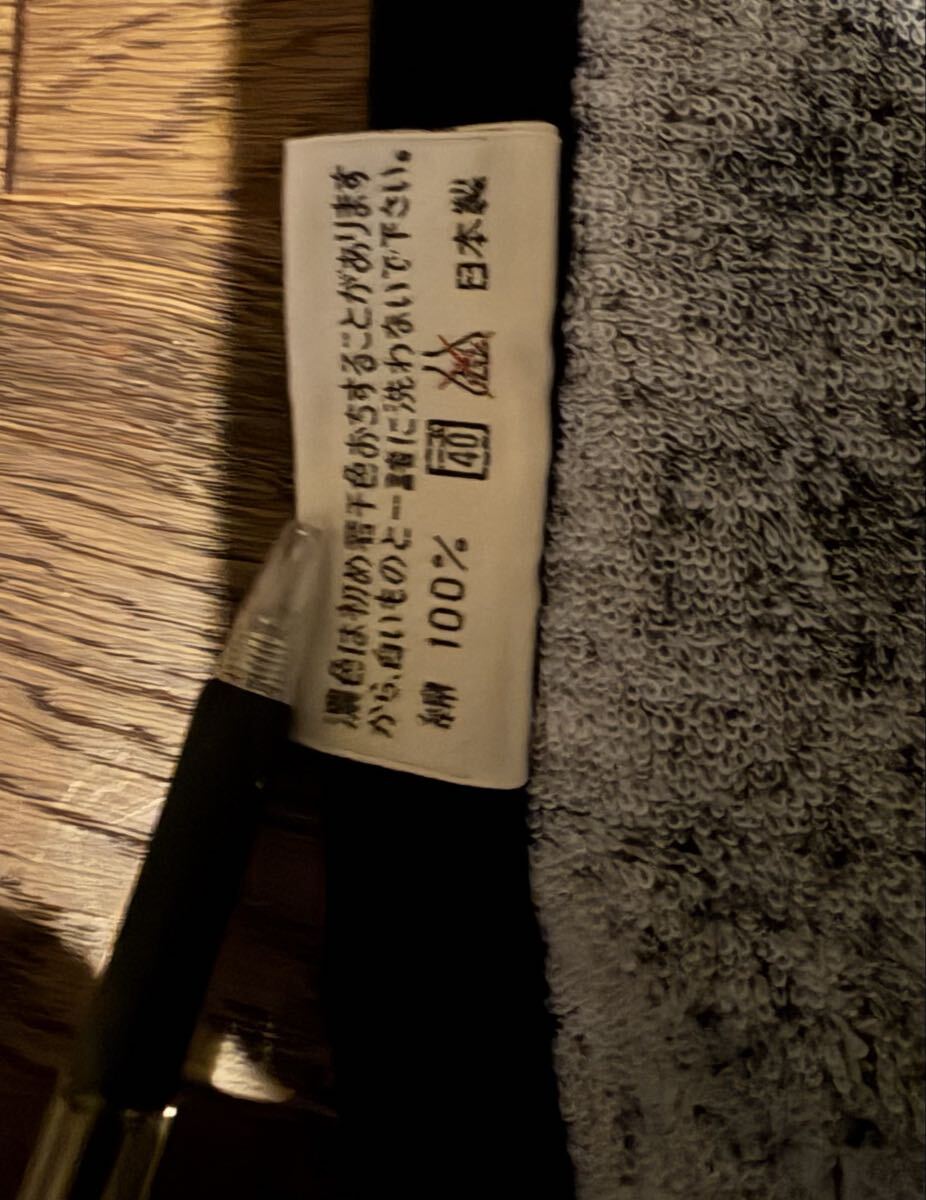 濃色は初め若干色おちすることがあります
から、白いものと一緒に洗わないで下さい。
綿 100% 40 日本製